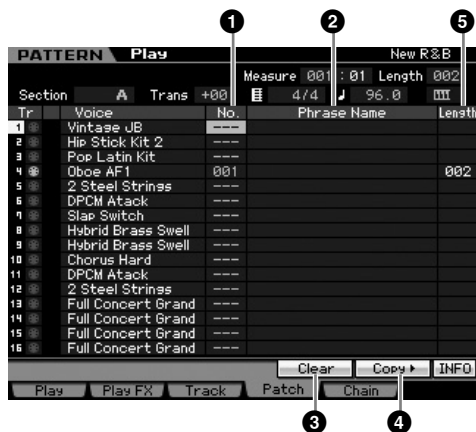 1 2 5
PATTERN Play New R&B
Measure 001 : 01 Length 002
Section A Trans +00 4/4 96.0
Tr Voice No. Phrase Name Length
1 Vintage JB ---
2 Hip Stick Kit 2 ---
3 Pop Latin Kit ---
4 Oboe AF1 001 002
5 2 Steel Strings ---
6 DPCM Atack ---
7 Slap Switch ---
8 Hybrid Brass Swell ---
9 Hybrid Brass Swell ---
10 Chorus Hard ---
11 DPCM Atack ---
12 2 Steel Strings ---
13 Full Concert Grand ---
14 Full Concert Grand ---
15 Full Concert Grand ---
16 Full Concert Grand ---
Clear Copy INFO
Play Play FX Track Patch Chain
3 4